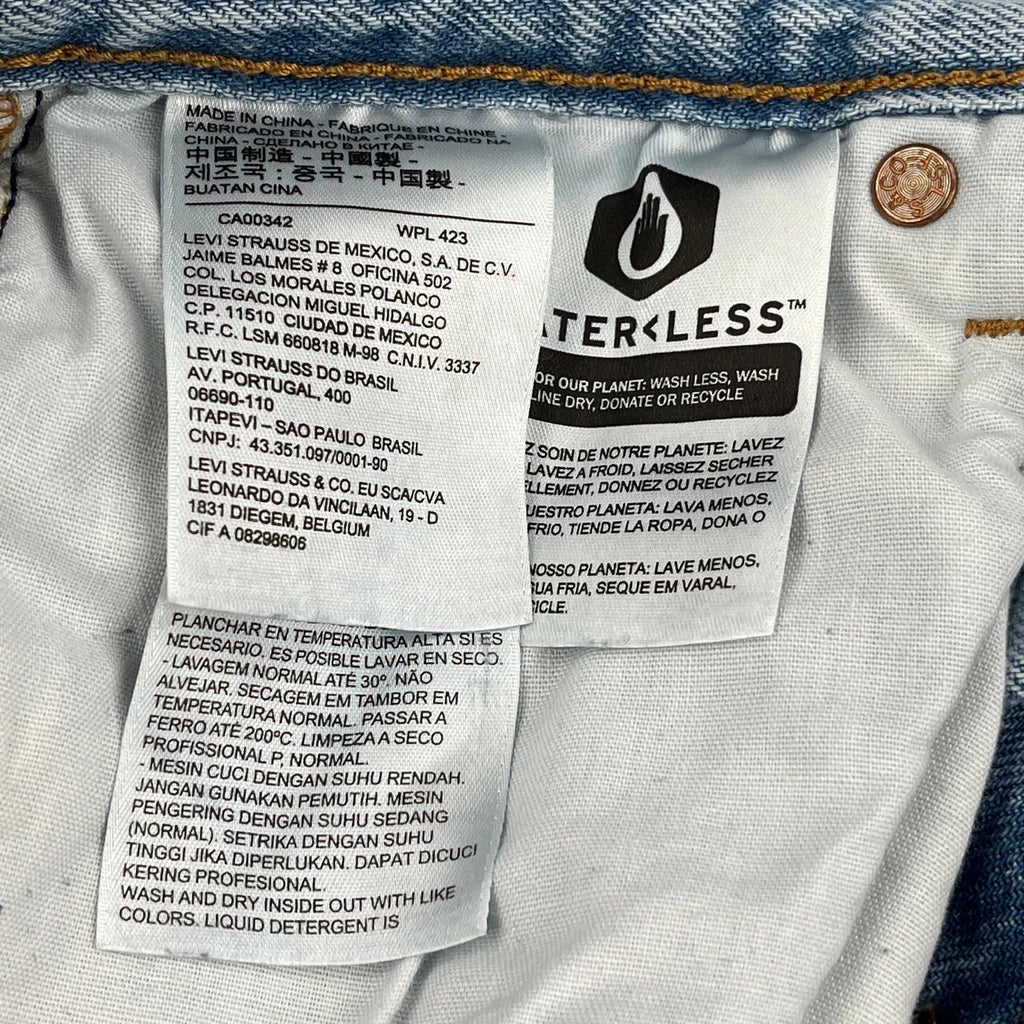 MADE IN CHINA - FABRIQUE EN CHINE -
FABRICADO EN CHINA - FABRICADO NA
CHINA - СДЕЛАНО В КИТАЕ -
中国制造 - 中國製 -
제조국 : 중국 - 中国製 -
BUATAN CINA
CA00342 WPL 423
LEVI STRAUSS DE MEXICO, S.A. DE C.V.
JAIME BALMES # 8 OFICINA 502
COL. LOS MORALES POLANCO
DELEGACION MIGUEL HIDALGO
C.P. 11510 CIUDAD DE MEXICO
R.F.C. LSM 660818 M-98 C.N.I.V. 3337
LEVI STRAUSS DO BRASIL
AV. PORTUGAL, 400
06690-110
ITAPEVI – SAO PAULO BRASIL
CNPJ: 43.351.097/0001-90
LEVI STRAUSS & CO. EU SCA/CVA
LEONARDO DA VINCILAAN, 19 - D
1831 DIEGEM, BELGIUM
CIF A 08298606
TER<LESS™
OR OUR PLANET: WASH LESS, WASH
LINE DRY, DONATE OR RECYCLE
Z SOIN DE NOTRE PLANETE: LAVEZ
LAVEZ A FROID, LAISSEZ SECHER
ELLEMENT, DONNEZ OU RECYCLEZ
UESTRO PLANETA: LAVA MENOS,
FRIO, TIENDE LA ROPA, DONA O
NOSSO PLANETA: LAVE MENOS,
GUA FRIA, SEQUE EM VARAL,
ICLE.
PLANCHAR EN TEMPERATURA ALTA SI ES
NECESARIO. ES POSIBLE LAVAR EN SECO.
- LAVAGEM NORMAL ATÉ 30º. NÃO
ALVEJAR. SECAGEM EM TAMBOR EM
TEMPERATURA NORMAL. PASSAR A
FERRO ATÉ 200ºC. LIMPEZA A SECO
PROFISSIONAL P, NORMAL.
- MESIN CUCI DENGAN SUHU RENDAH.
JANGAN GUNAKAN PEMUTIH. MESIN
PENGERING DENGAN SUHU SEDANG
(NORMAL). SETRIKA DENGAN SUHU
TINGGI JIKA DIPERLUKAN. DAPAT DICUCI
KERING PROFESIONAL.
WASH AND DRY INSIDE OUT WITH LIKE
COLORS. LIQUID DETERGENT IS